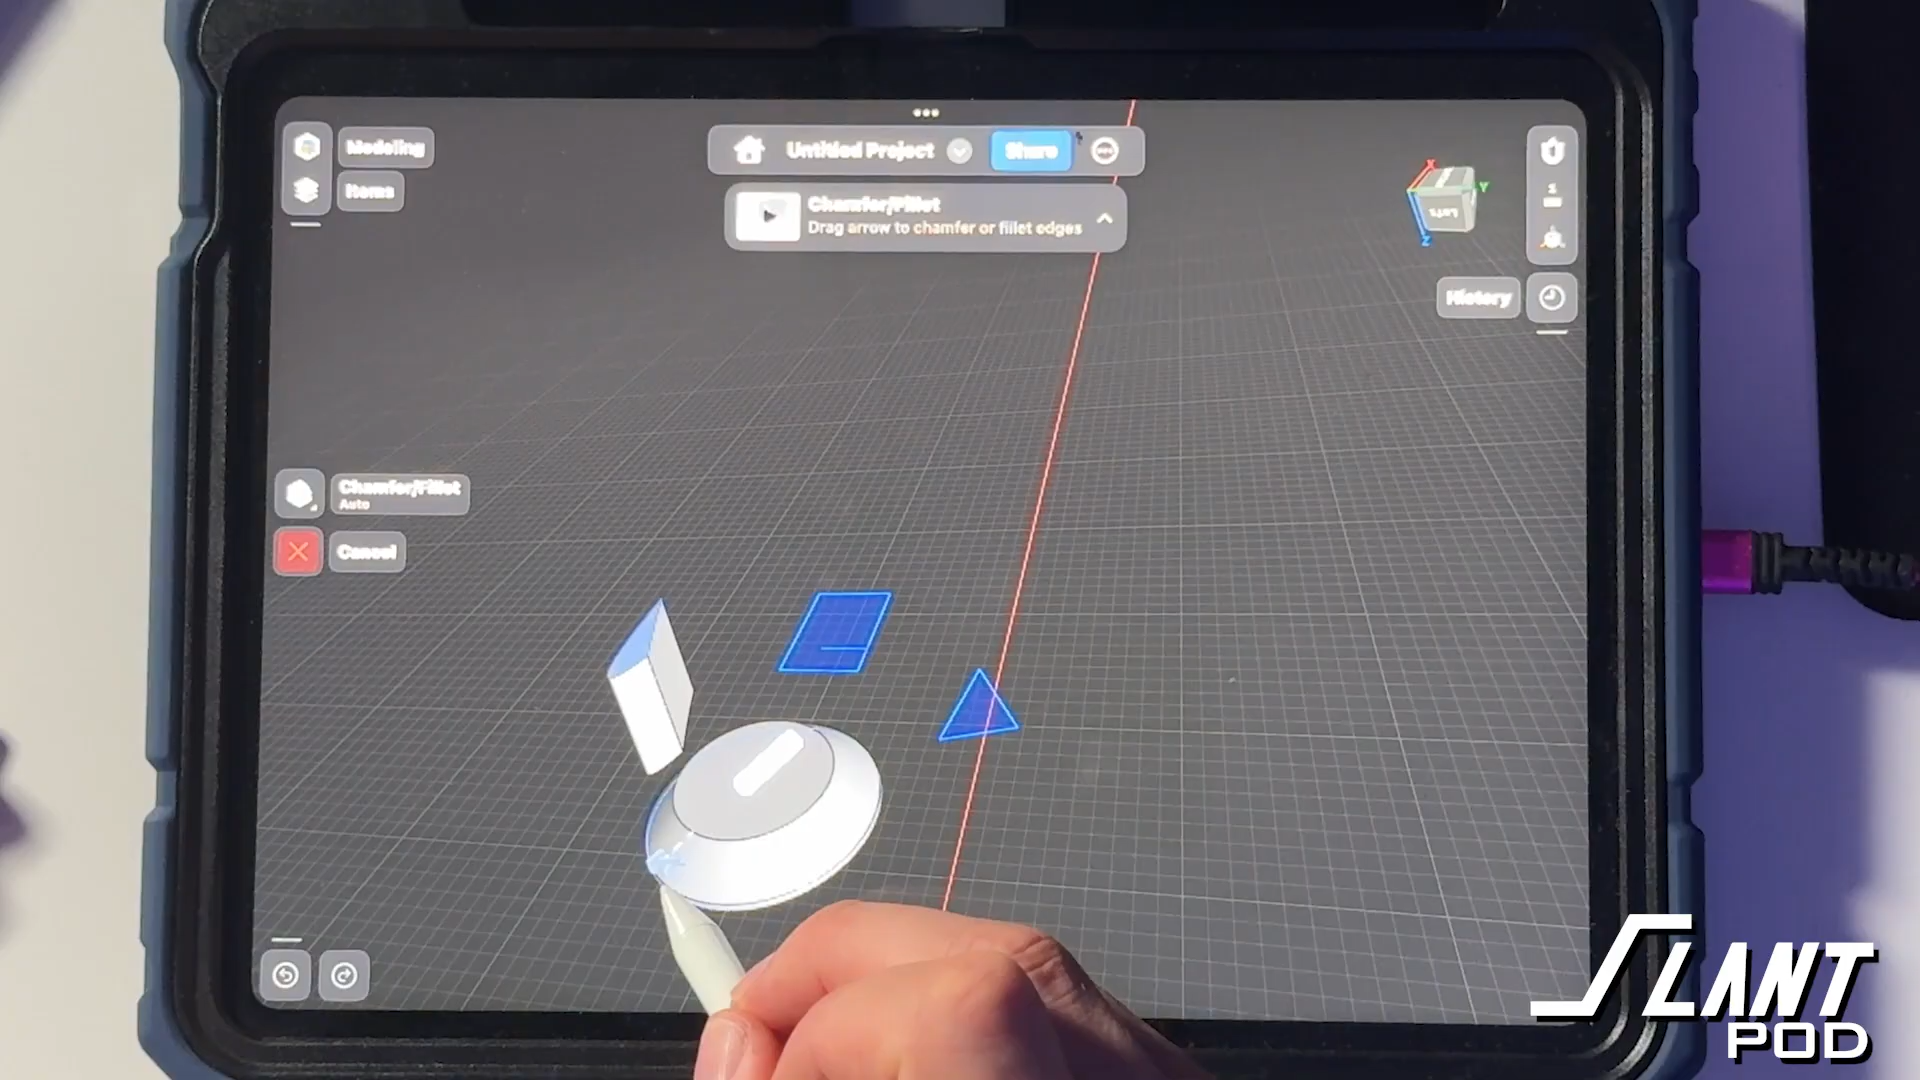 Modeling
Items
Untitled Project
Share
Chamfer/Fillet
Drag arrow to chamfer or fillet edges
Left
X
Y
Z
History
Chamfer/Fillet
Auto
Cancel
SLANT
POD